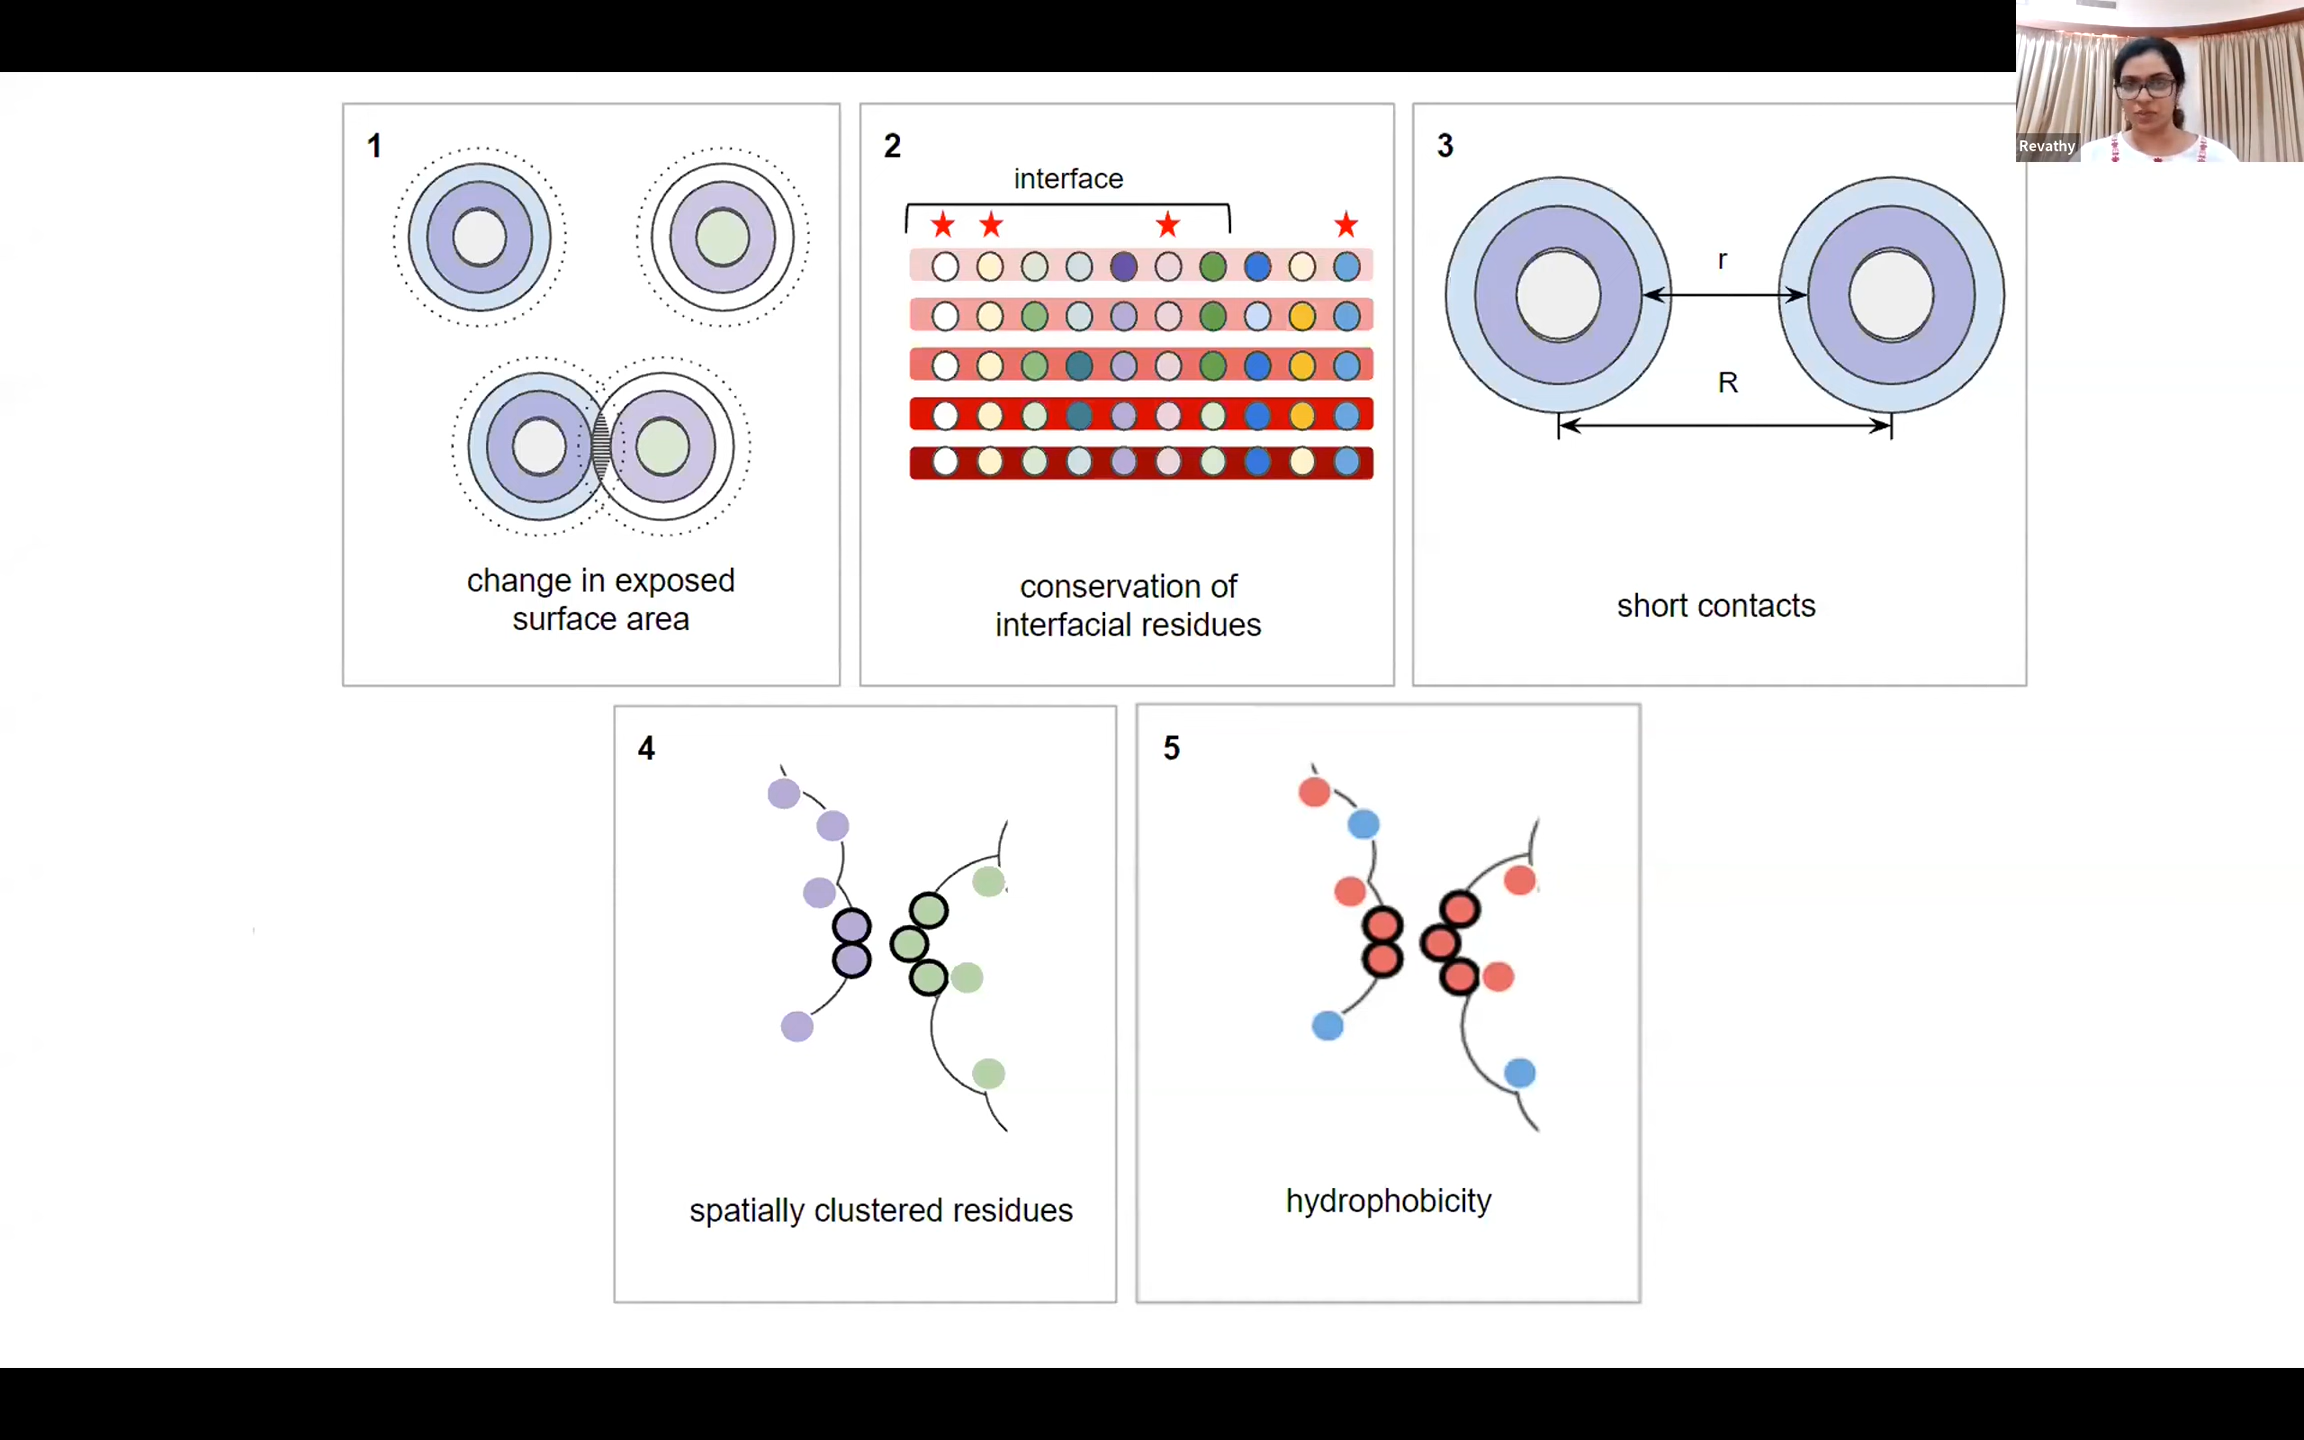 Revathy
1
change in exposed
surface area
2
interface
conservation of
interfacial residues
3
r
R
short contacts
4
spatially clustered residues
5
hydrophobicity